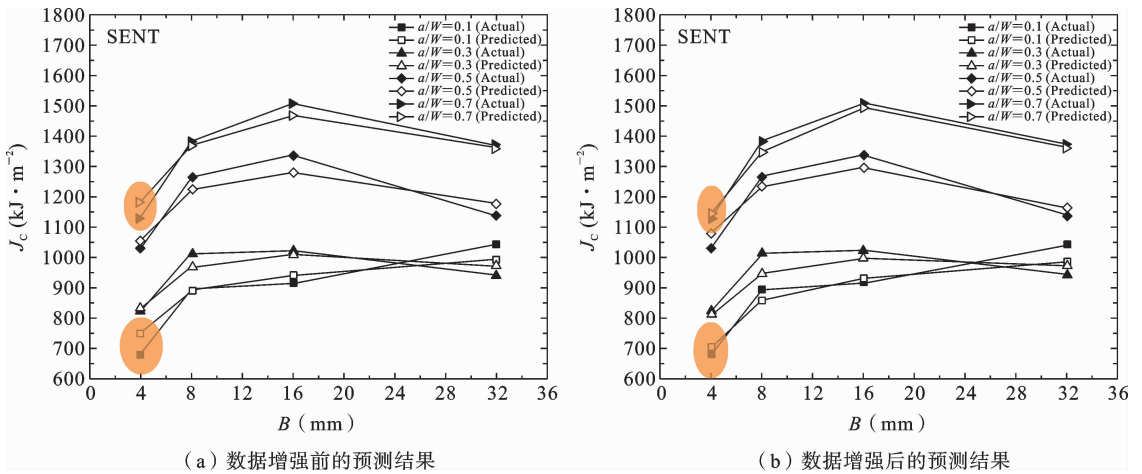 SENT
a/W=0.1 (Actual)
a/W=0.1 (Predicted)
a/W=0.3 (Actual)
a/W=0.3 (Predicted)
a/W=0.5 (Actual)
a/W=0.5 (Predicted)
a/W=0.7 (Actual)
a/W=0.7 (Predicted)
1800
1700
1600
1500
1400
1300
1200
1100
1000
900
800
700
600
J_C (kJ·m⁻²)
0 4 8 12 16 20 24 28 32 36
B（mm）
（a）数据增强前的预测结果
SENT
a/W=0.1 (Actual)
a/W=0.1 (Predicted)
a/W=0.3 (Actual)
a/W=0.3 (Predicted)
a/W=0.5 (Actual)
a/W=0.5 (Predicted)
a/W=0.7 (Actual)
a/W=0.7 (Predicted)
1800
1700
1600
1500
1400
1300
1200
1100
1000
900
800
700
600
J_C (kJ·m⁻²)
0 4 8 12 16 20 24 28 32 36
B（mm）
（b）数据增强后的预测结果